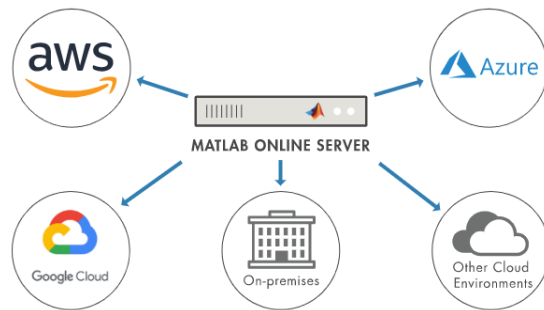 aws
Azure
MATLAB ONLINE SERVER
Google Cloud
On-premises
Other Cloud
Environments